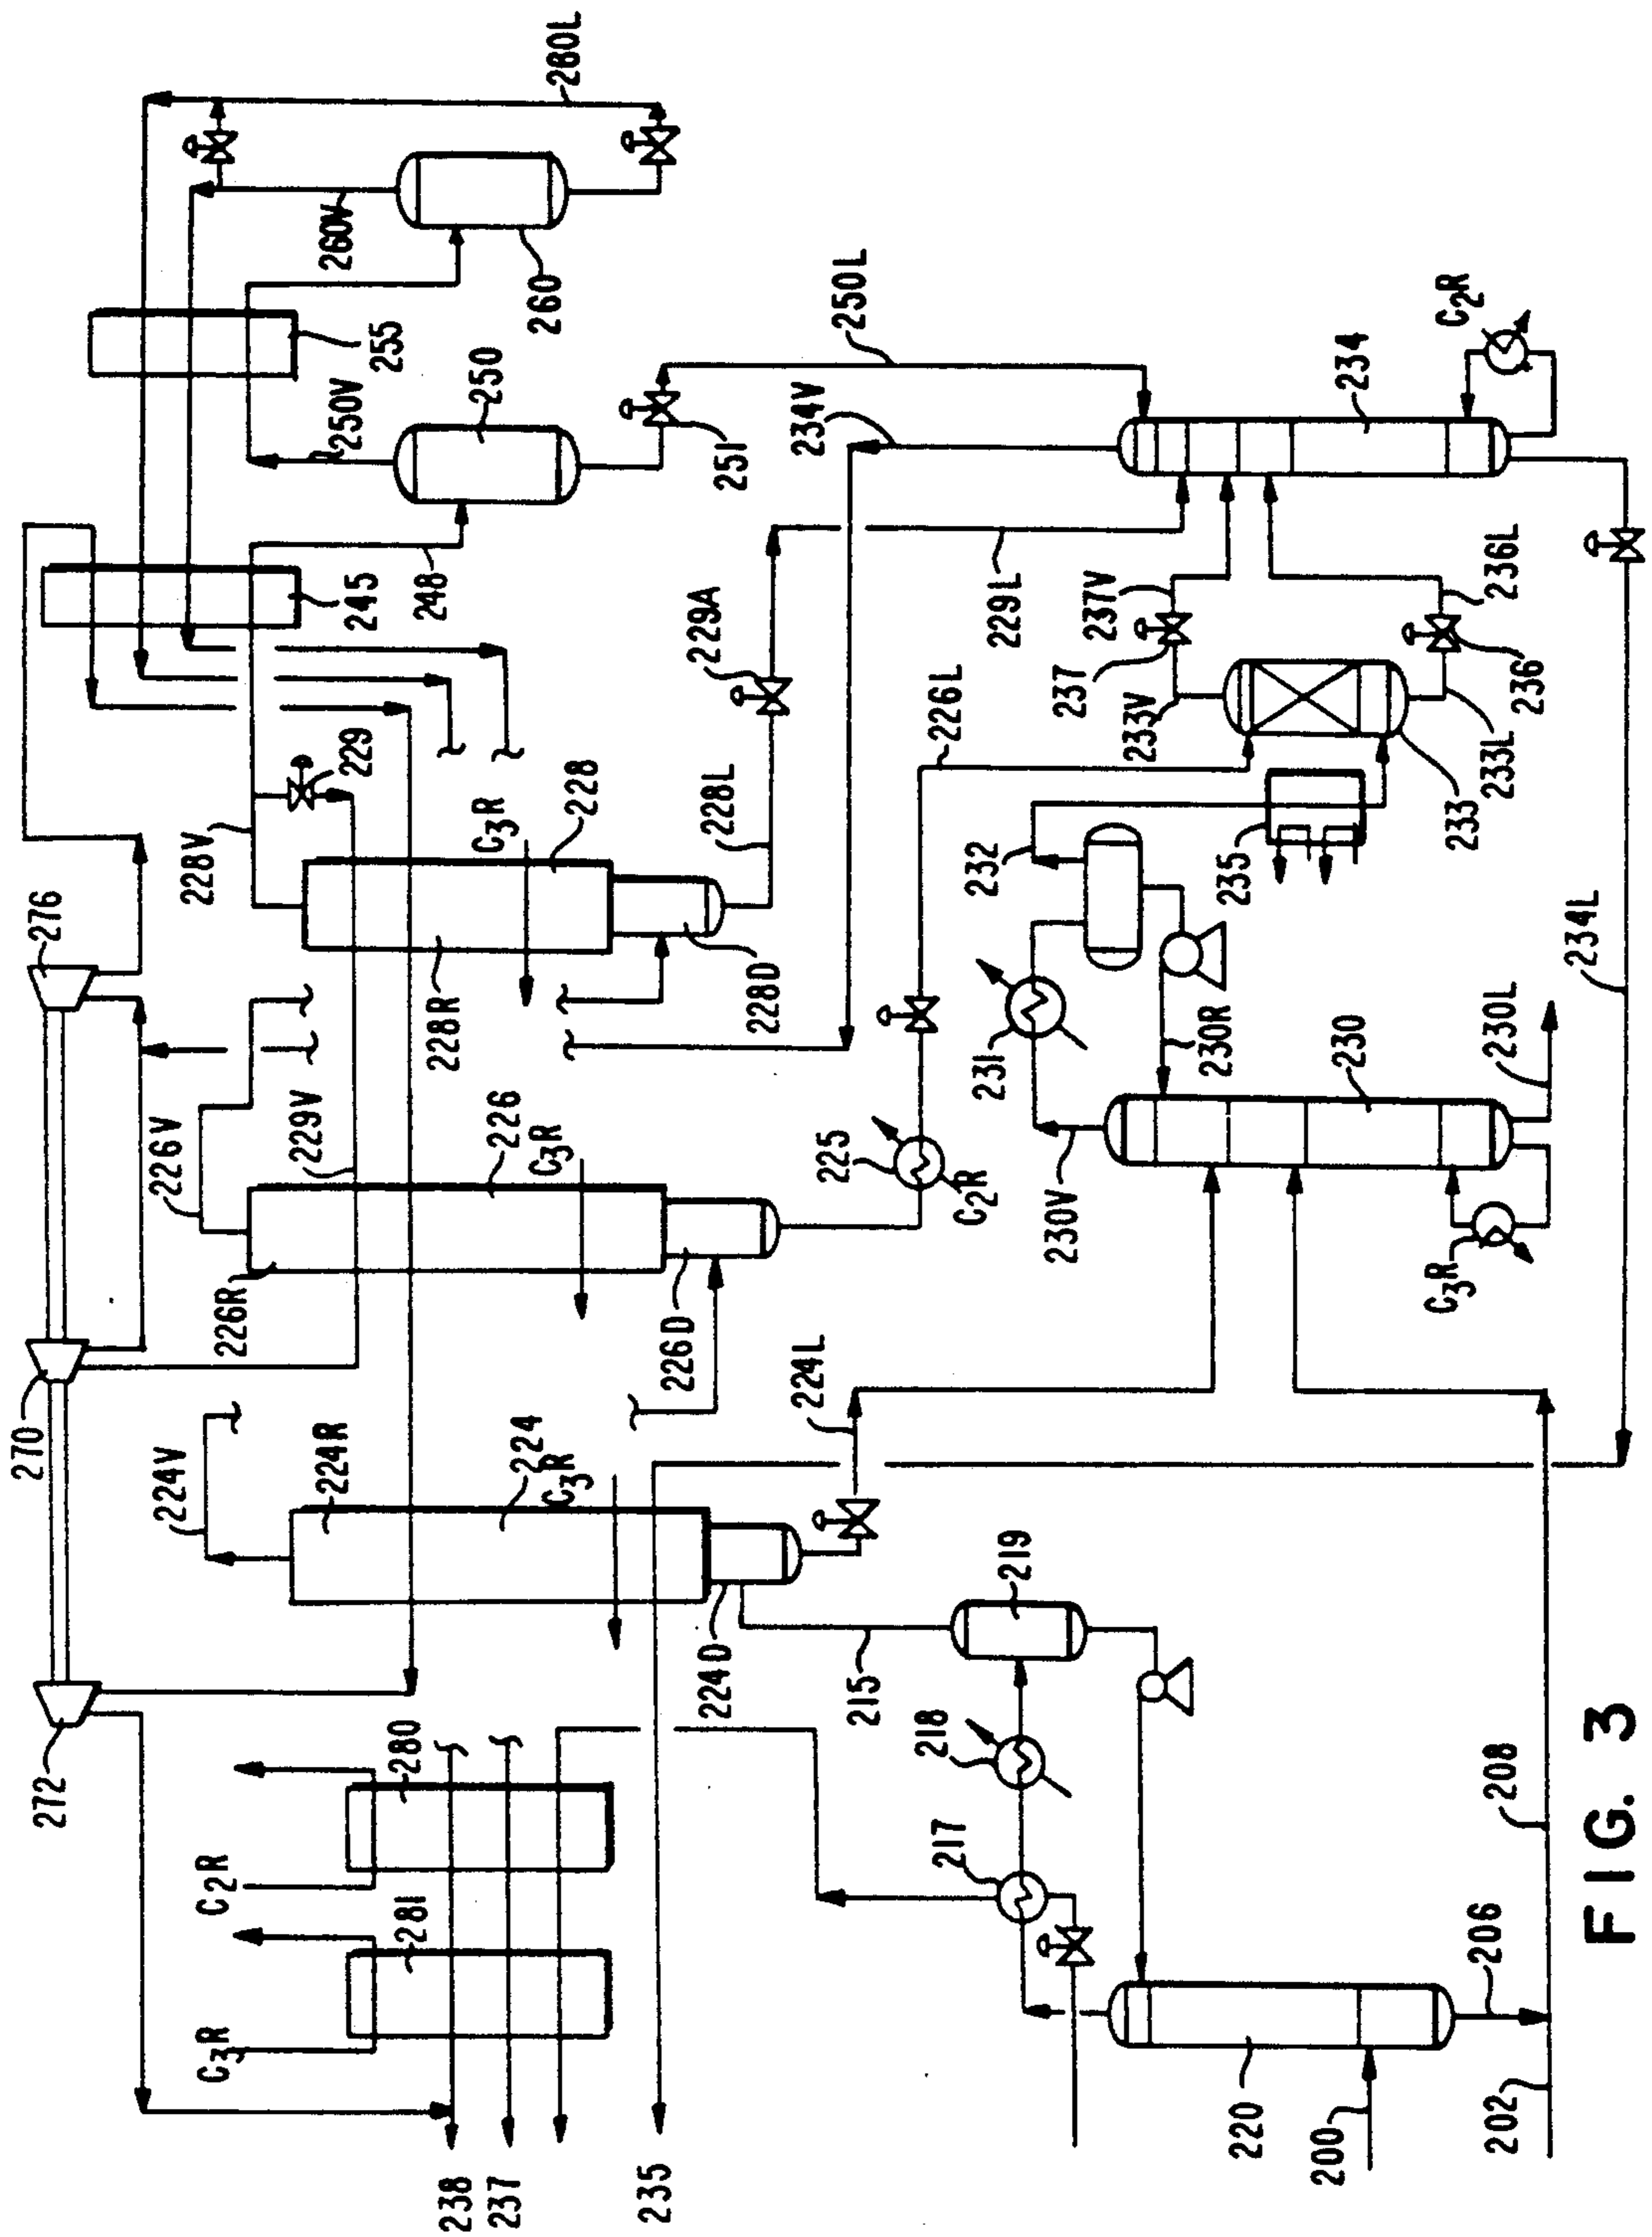 270
276
272
224V
226V
229V
228V
229
245
248
250V
250
255
260V
260
280L
C2R
280
C3R
281
224R
224
C3R
226R
226
C3R
228R
C3R
228
228D
228L
229A
251
234V
250L
238
237
235
224D
224L
226D
225
C2R
226L
229L
215
219
218
217
230V
231
232
230R
235
233V
237
237V
233
233L
236
236L
234
C2R
220
200
206
202
208
C3R
230
230L
234L
FIG. 3